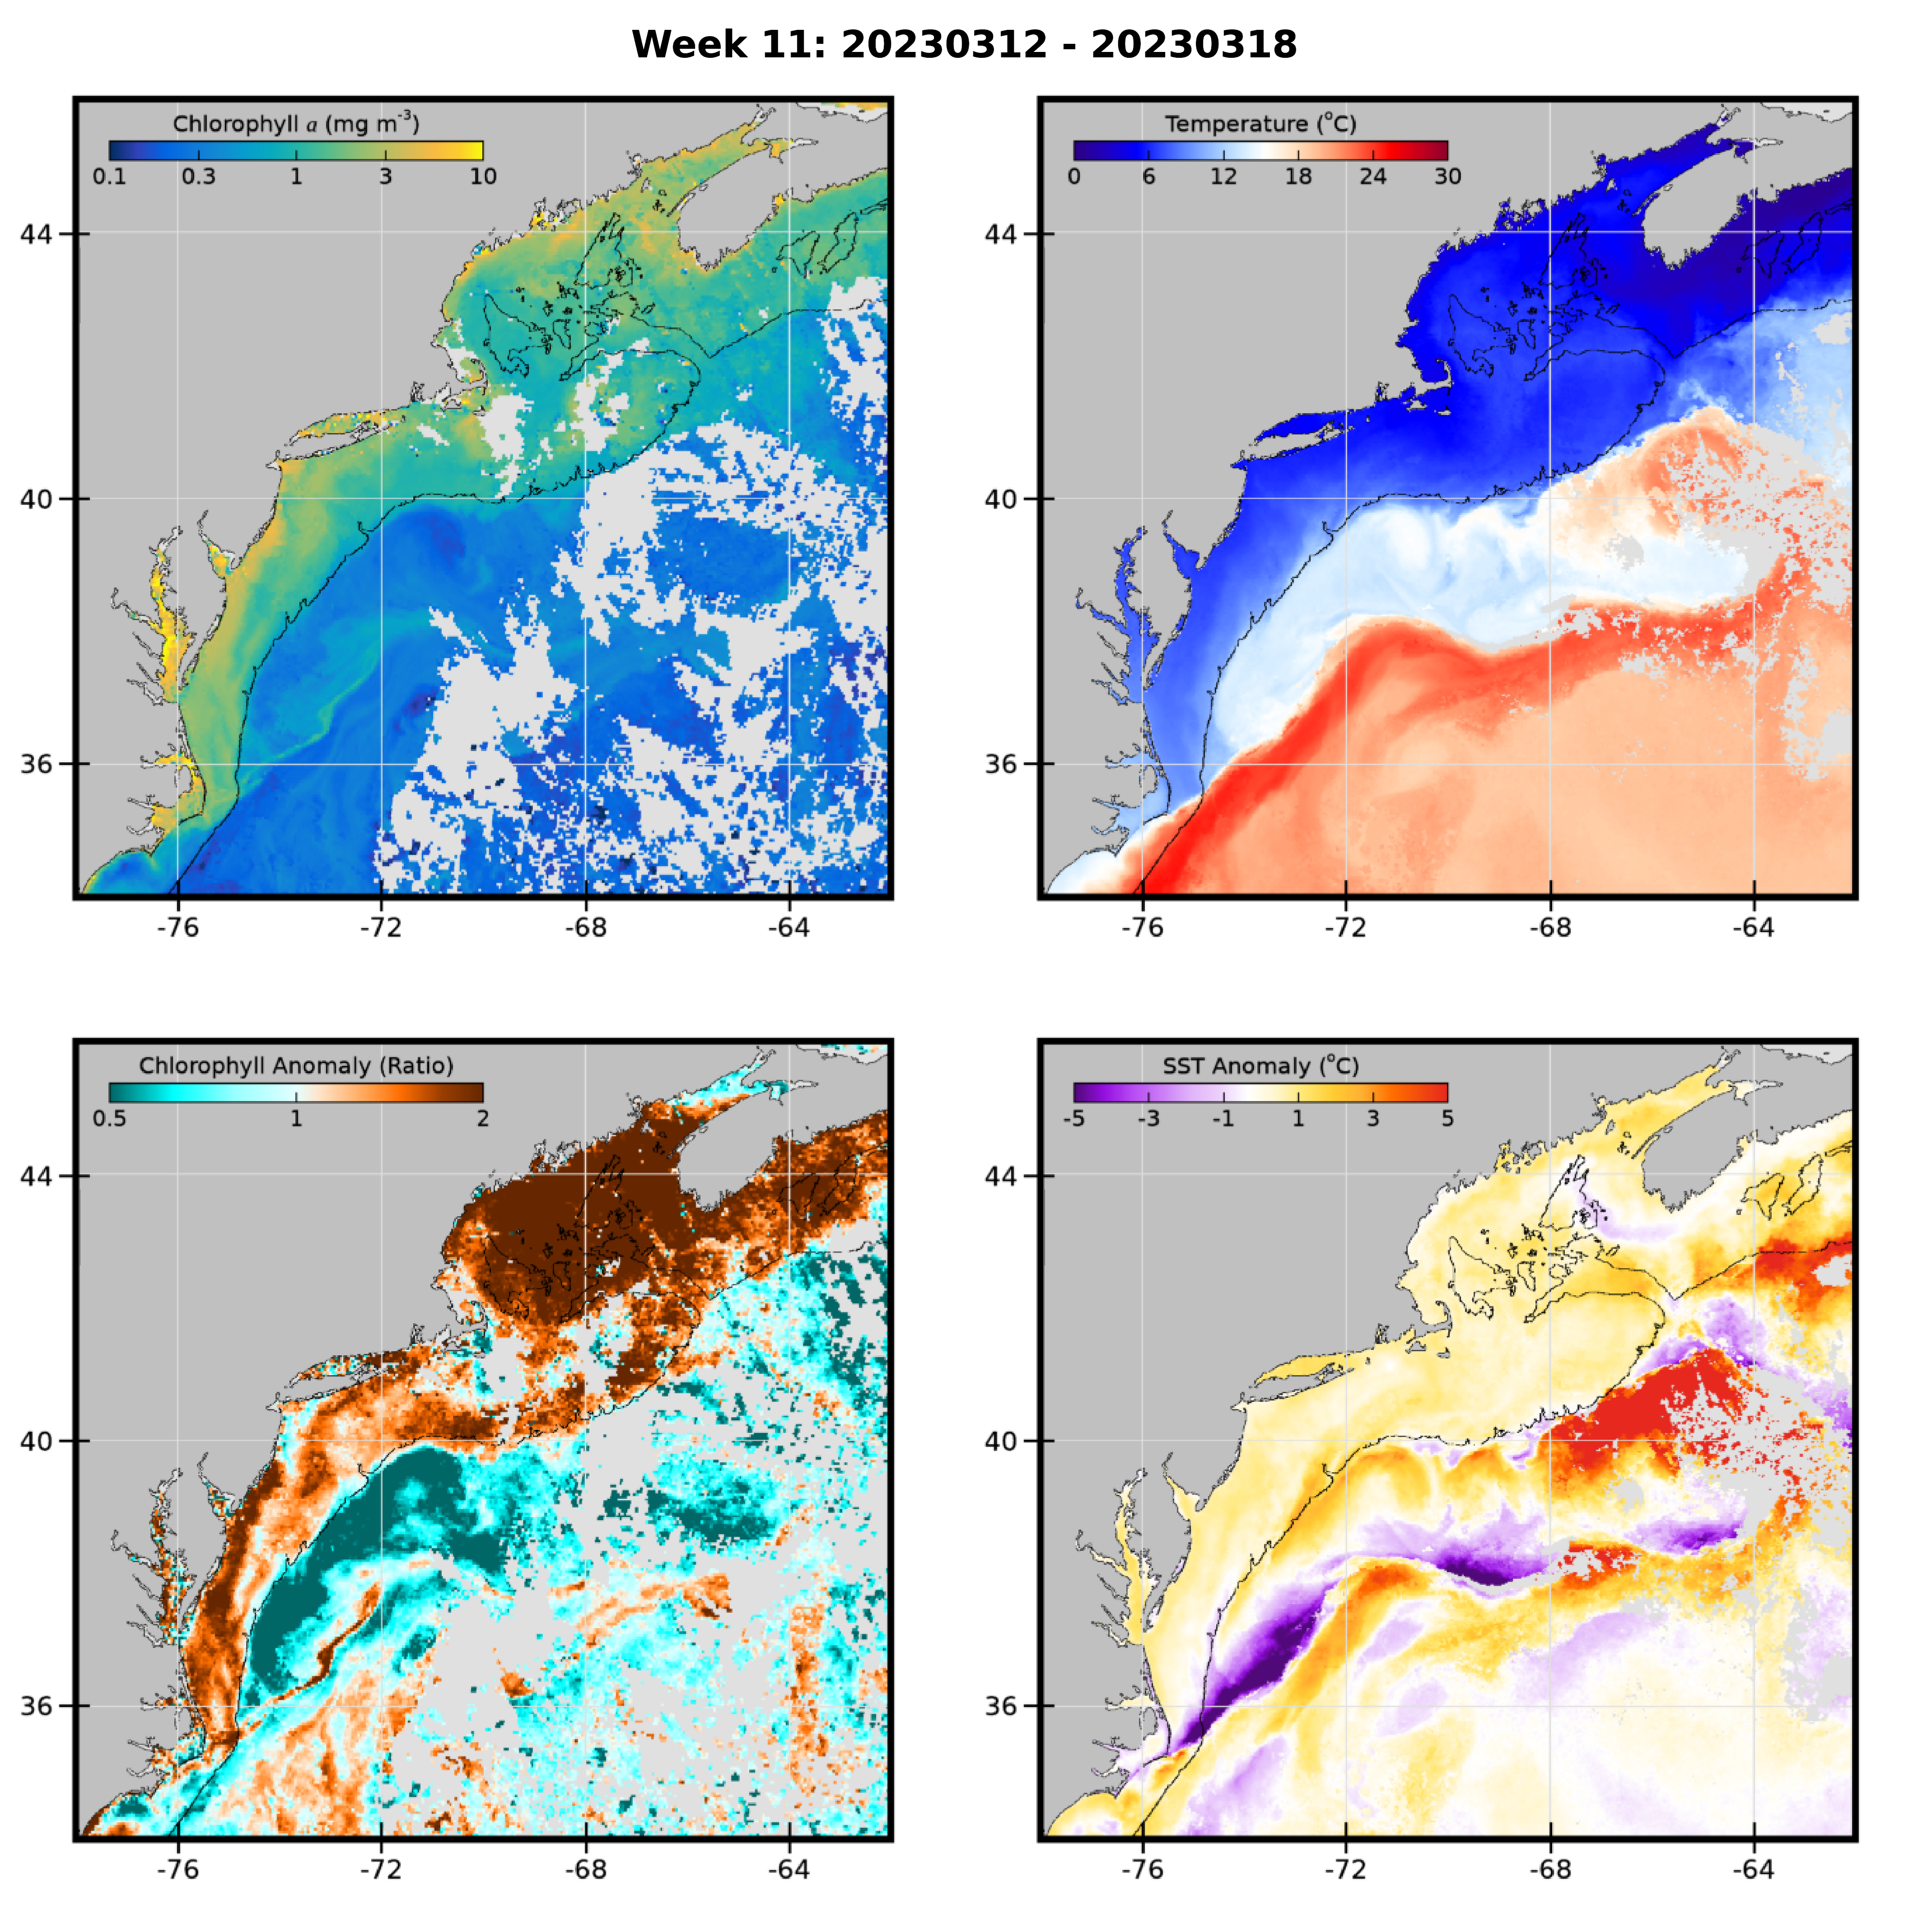 Week 11: 20230312 - 20230318
Chlorophyll a (mg m-3)
0.1 0.3 1 3 10
44
40
36
-76 -72 -68 -64
Temperature (oC)
0 6 12 18 24 30
44
40
36
-76 -72 -68 -64
Chlorophyll Anomaly (Ratio)
0.5 1 2
44
40
36
-76 -72 -68 -64
SST Anomaly (oC)
-5 -3 -1 1 3 5
44
40
36
-76 -72 -68 -64